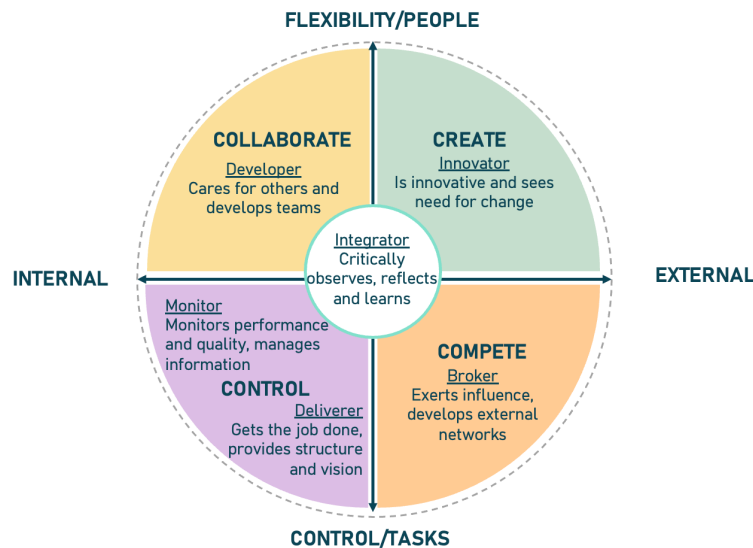 FLEXIBILITY/PEOPLE
COLLABORATE
Developer
Cares for others and
develops teams
CREATE
Innovator
Is innovative and sees
need for change
INTERNAL
Integrator
Critically
observes, reflects
and learns
EXTERNAL
Monitor
Monitors performance
and quality, manages
information
CONTROL
Deliverer
Gets the job done,
provides structure
and vision
COMPETE
Broker
Exerts influence,
develops external
networks
CONTROL/TASKS